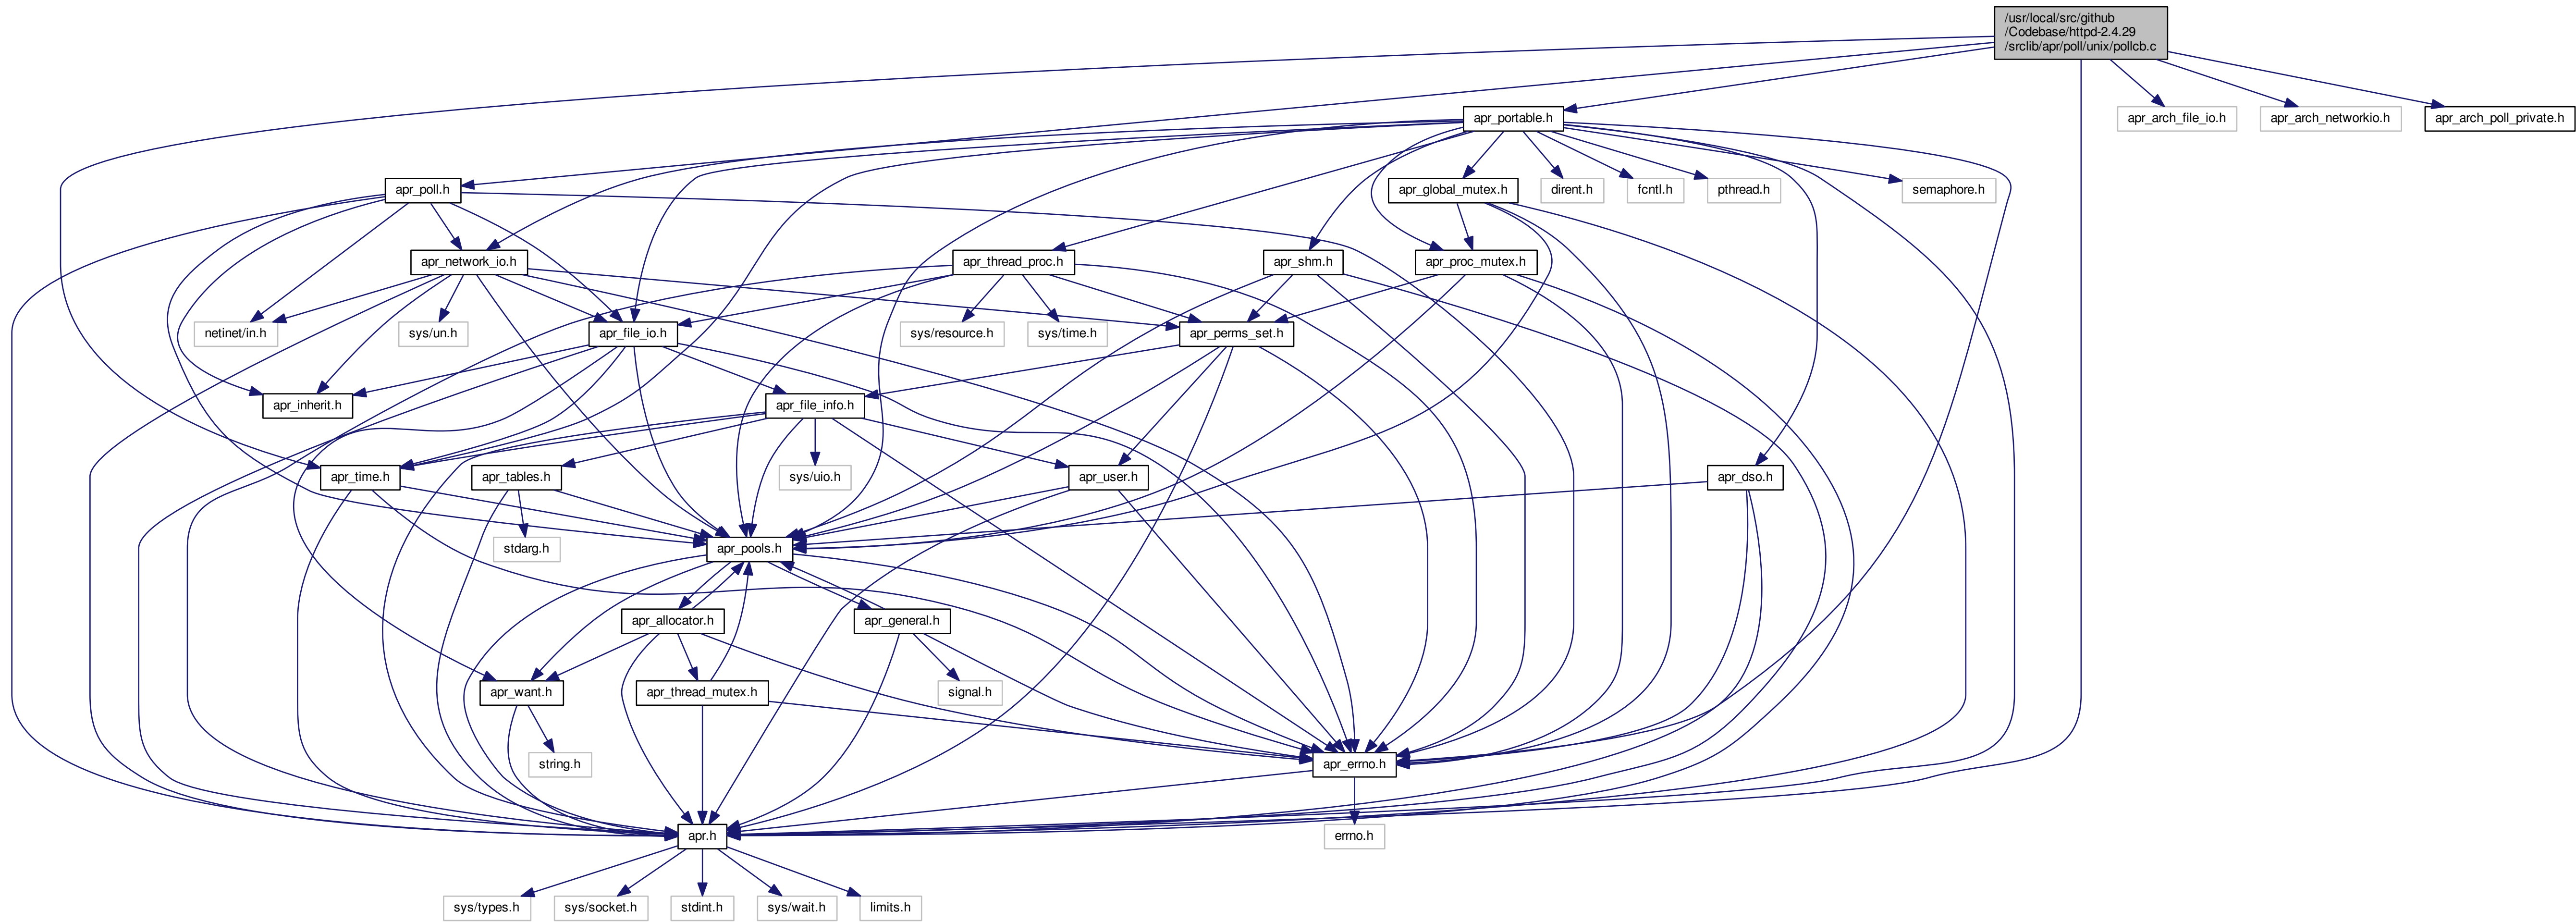 /usr/local/src/github
/Codebase/httpd-2.4.29
/srclib/apr/poll/unix/pollcb.c
apr_portable.h
apr_arch_file_io.h
apr_arch_networkio.h
apr_arch_poll_private.h
apr_poll.h
apr_global_mutex.h
dirent.h
fcntl.h
pthread.h
semaphore.h
apr_network_io.h
apr_thread_proc.h
apr_shm.h
apr_proc_mutex.h
netinet/in.h
sys/un.h
apr_file_io.h
sys/resource.h
sys/time.h
apr_perms_set.h
apr_inherit.h
apr_file_info.h
apr_time.h
apr_tables.h
sys/uio.h
apr_user.h
apr_dso.h
stdarg.h
apr_pools.h
apr_allocator.h
apr_general.h
apr_want.h
apr_thread_mutex.h
signal.h
string.h
apr_errno.h
apr.h
errno.h
sys/types.h
sys/socket.h
stdint.h
sys/wait.h
limits.h